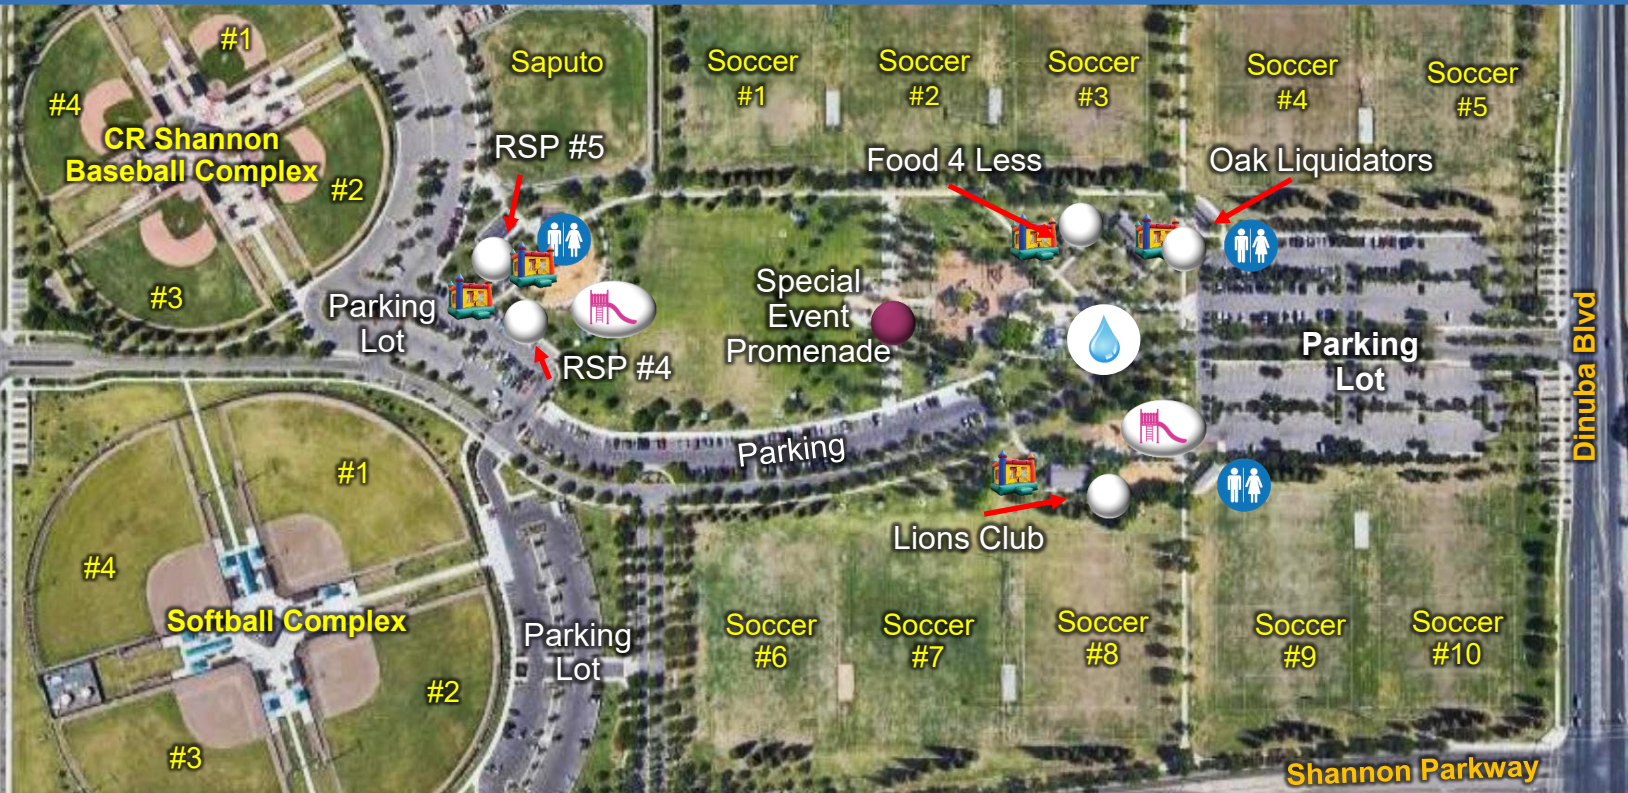 #1
#4
CR Shannon
Baseball Complex
#2
#3
Saputo
RSP #5
Parking
Lot
RSP #4
Soccer
#1
Soccer
#2
Soccer
#3
Soccer
#4
Soccer
#5
Food 4 Less
Oak Liquidators
Special
Event
Promenade
Parking
Lot
Dinuba Blvd
Parking
Lions Club
#1
#4
Softball Complex
#2
#3
Parking
Lot
Soccer
#6
Soccer
#7
Soccer
#8
Soccer
#9
Soccer
#10
Shannon Parkway